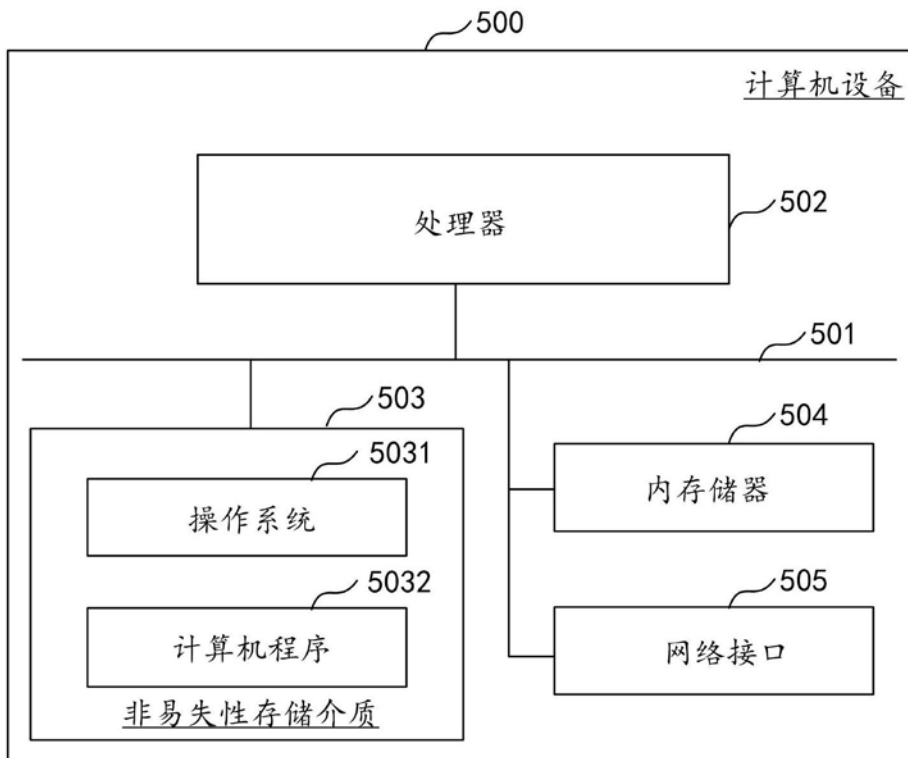 500
计算机设备
处理器
502
501
503
504
5031
操作系统
内存储器
5032
505
计算机程序
网络接口
非易失性存储介质